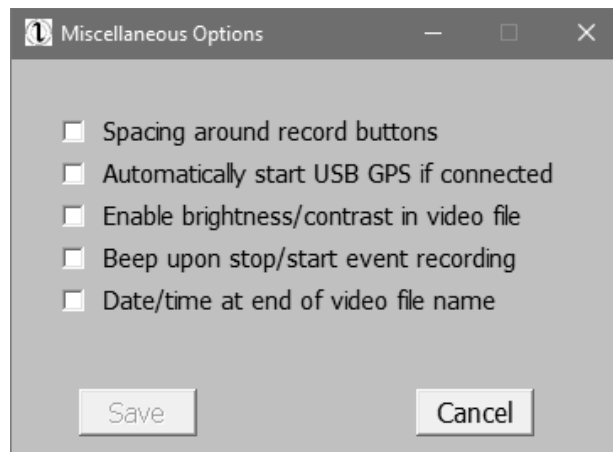 Miscellaneous Options
Spacing around record buttons
Automatically start USB GPS if connected
Enable brightness/contrast in video file
Beep upon stop/start event recording
Date/time at end of video file name
Save Cancel